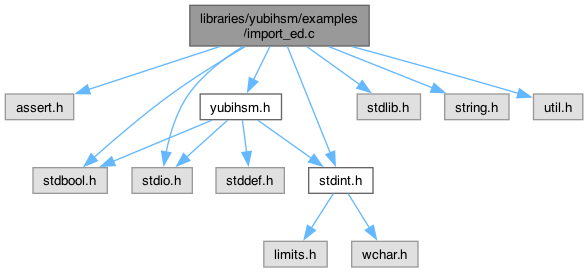 libraries/yubihsm/examples
/import_ed.c
assert.h
yubihsm.h
stdlib.h
string.h
util.h
stdbool.h
stdio.h
stddef.h
stdint.h
limits.h
wchar.h